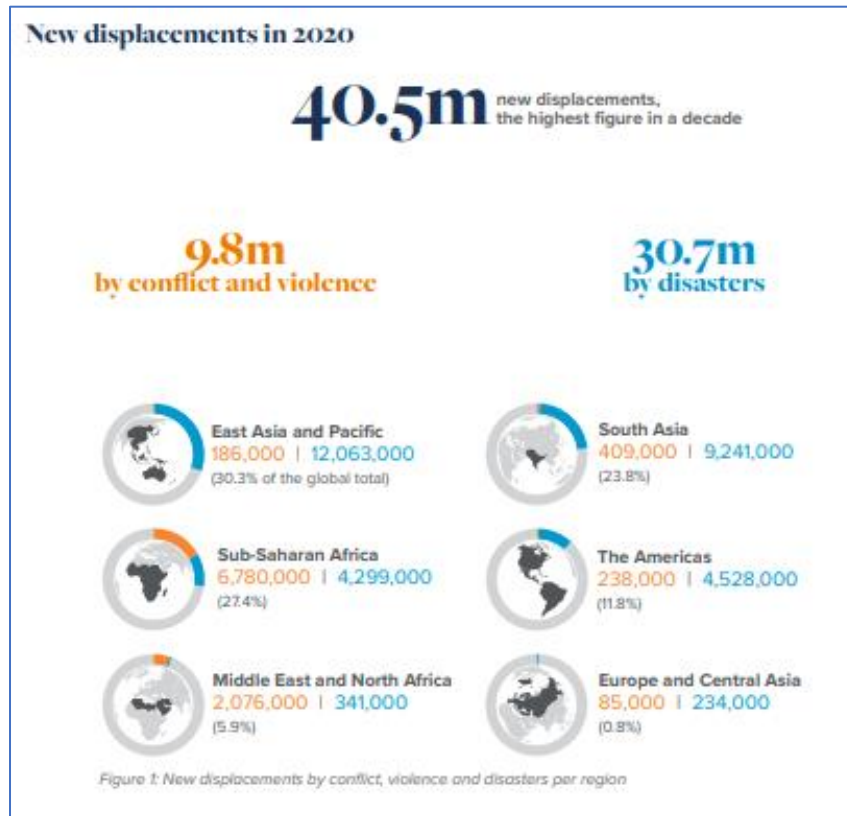 New displacements in 2020
40.5m
new displacements,
the highest figure in a decade
9.8m
by conflict and violence
30.7m
by disasters
East Asia and Pacific
186,000 | 12,063,000
(30.3% of the global total)
South Asia
409,000 | 9,241,000
(23.8%)
Sub-Saharan Africa
6,780,000 | 4,299,000
(27.4%)
The Americas
238,000 | 4,528,000
(11.8%)
Middle East and North Africa
2,076,000 | 341,000
(5.9%)
Europe and Central Asia
85,000 | 234,000
(0.8%)
Figure 1: New displacements by conflict, violence and disasters per region